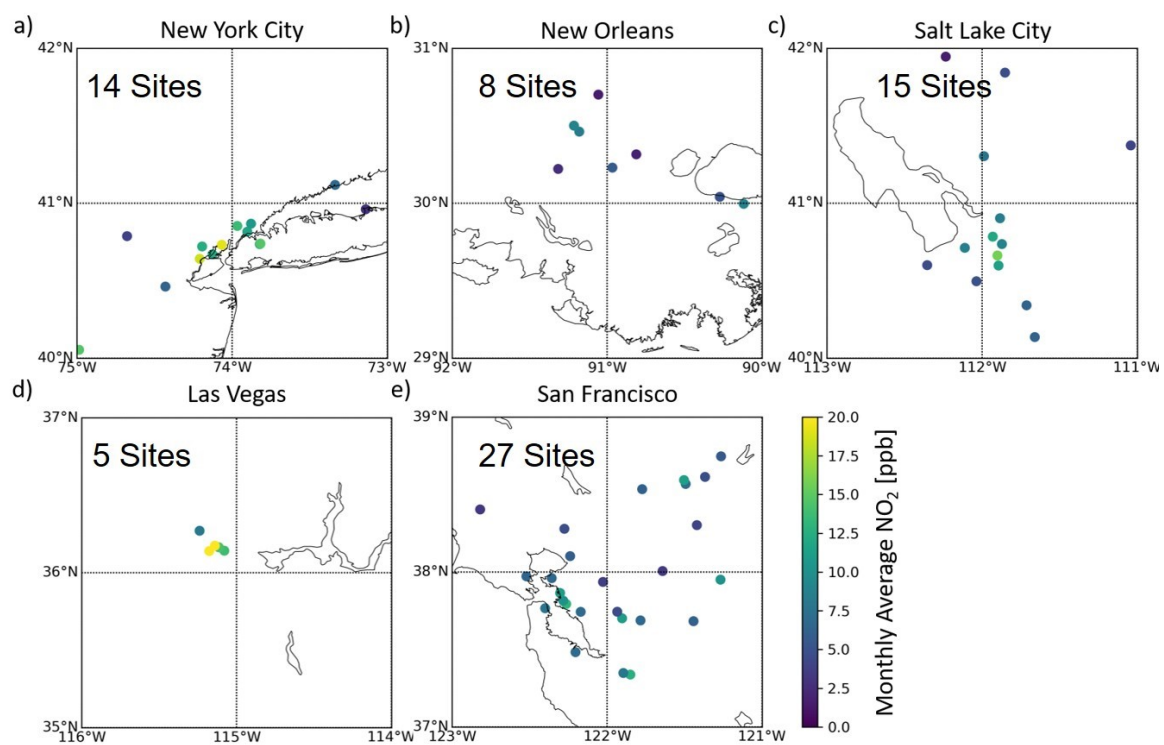 a) New York City
b) New Orleans
c) Salt Lake City
42°N
14 Sites
41°N
40°N
75°W
74°W
73°W
31°N
8 Sites
30°N
29°N
92°W
91°W
90°W
42°N
15 Sites
41°N
40°N
113°W
112°W
111°W
d) Las Vegas
e) San Francisco
37°N
5 Sites
36°N
35°N
116°W
115°W
114°W
39°N
27 Sites
38°N
37°N
123°W
122°W
121°W
20.0
17.5
15.0
12.5
10.0
7.5
5.0
2.5
0.0
Monthly Average NO₂ [ppb]